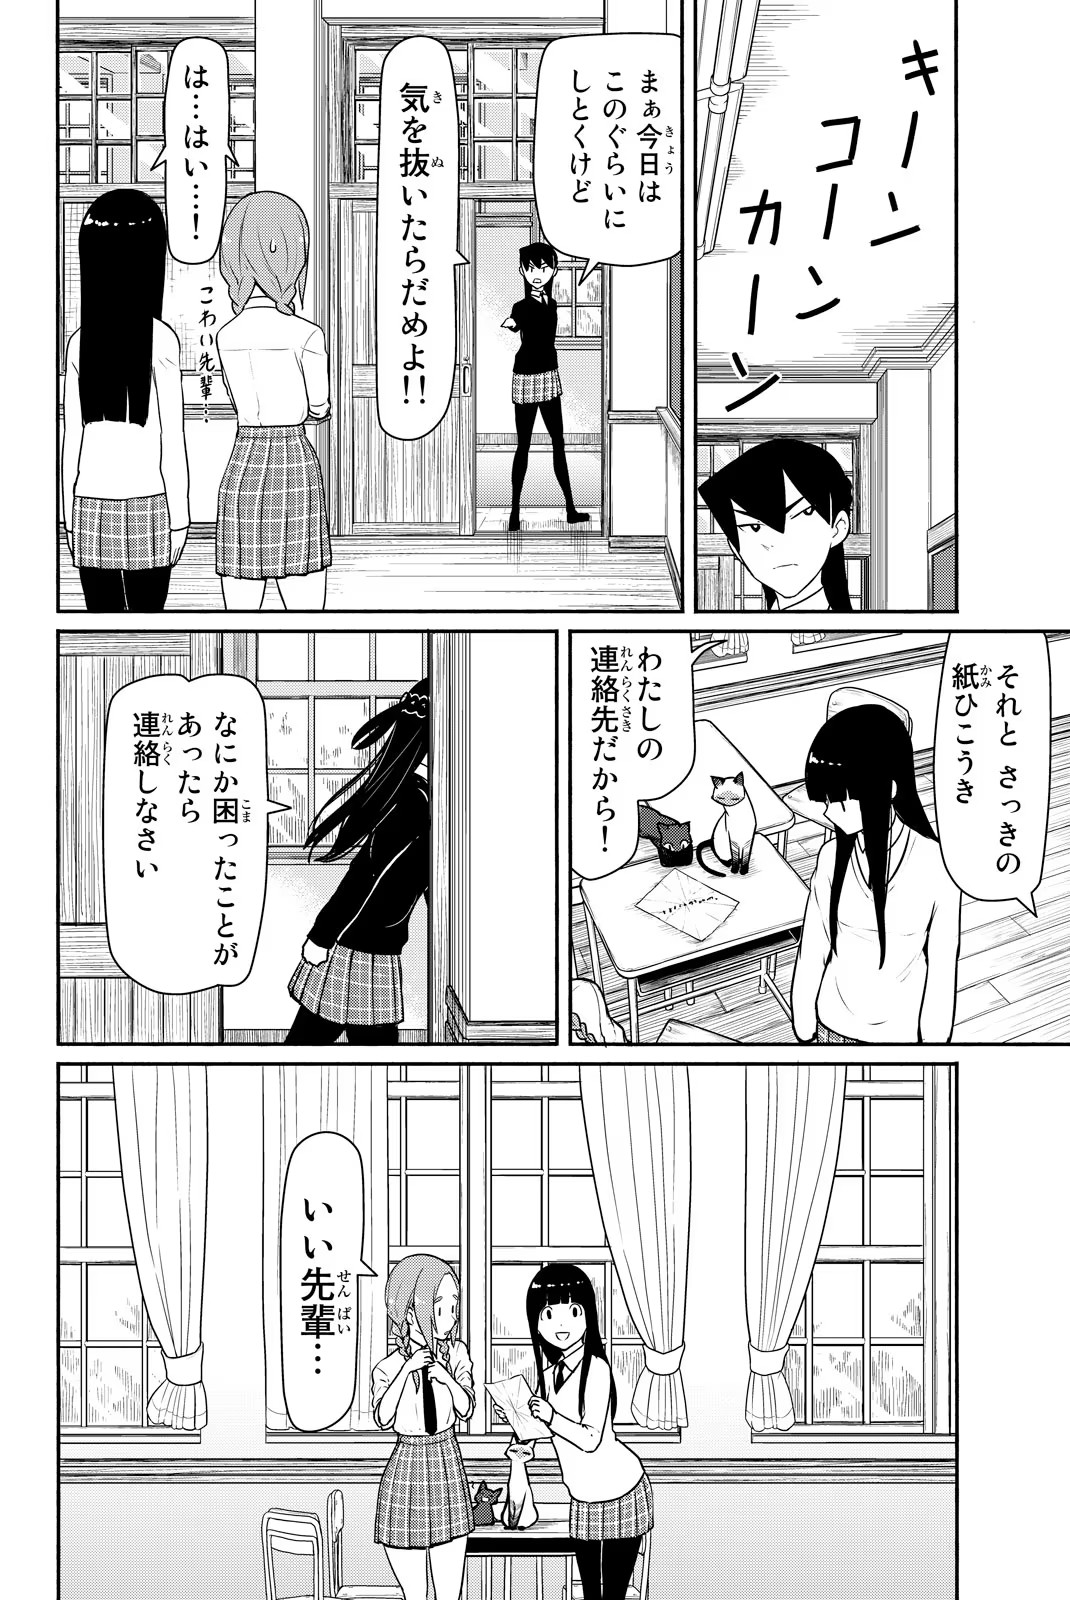 キーンコーンカーン
まぁ今日は
このぐらいに
しとくけど
気を抜いたらだめよ!!
は…はい…!
こわい先輩…
それと さっきの
紙ひこうき
わたしの
連絡先だから!
なにか困ったことが
あったら
連絡しなさい
いい先輩…